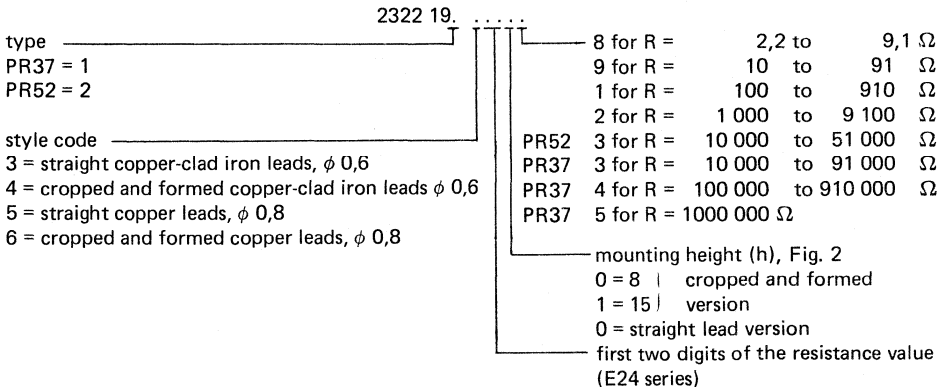 2322 19. . . . . .
type
PR37 = 1
PR52 = 2
style code
3 = straight copper-clad iron leads, ϕ 0,6
4 = cropped and formed copper-clad iron leads ϕ 0,6
5 = straight copper leads, ϕ 0,8
6 = cropped and formed copper leads, ϕ 0,8
8 for R = 2,2 to 9,1 Ω
9 for R = 10 to 91 Ω
1 for R = 100 to 910 Ω
2 for R = 1 000 to 9 100 Ω
PR52 3 for R = 10 000 to 51 000 Ω
PR37 3 for R = 10 000 to 91 000 Ω
PR37 4 for R = 100 000 to 910 000 Ω
PR37 5 for R = 1000 000 Ω
mounting height (h), Fig. 2
0 = 8 cropped and formed
1 = 15 version
0 = straight lead version
first two digits of the resistance value
(E24 series)